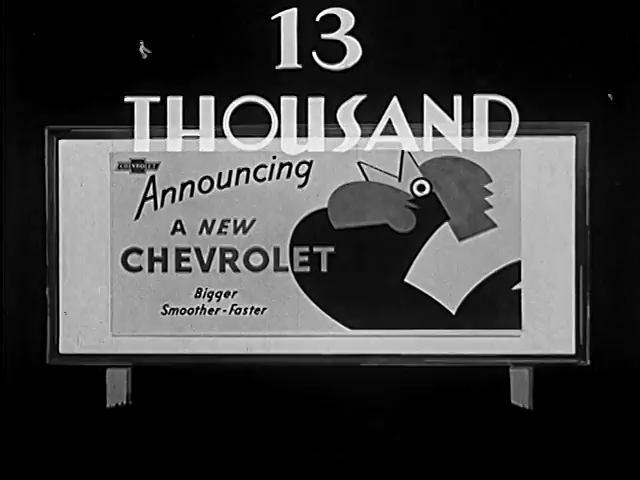 13
THOUSAND
CHEVROLET
Announcing
A NEW
CHEVROLET
Bigger
Smoother-Faster